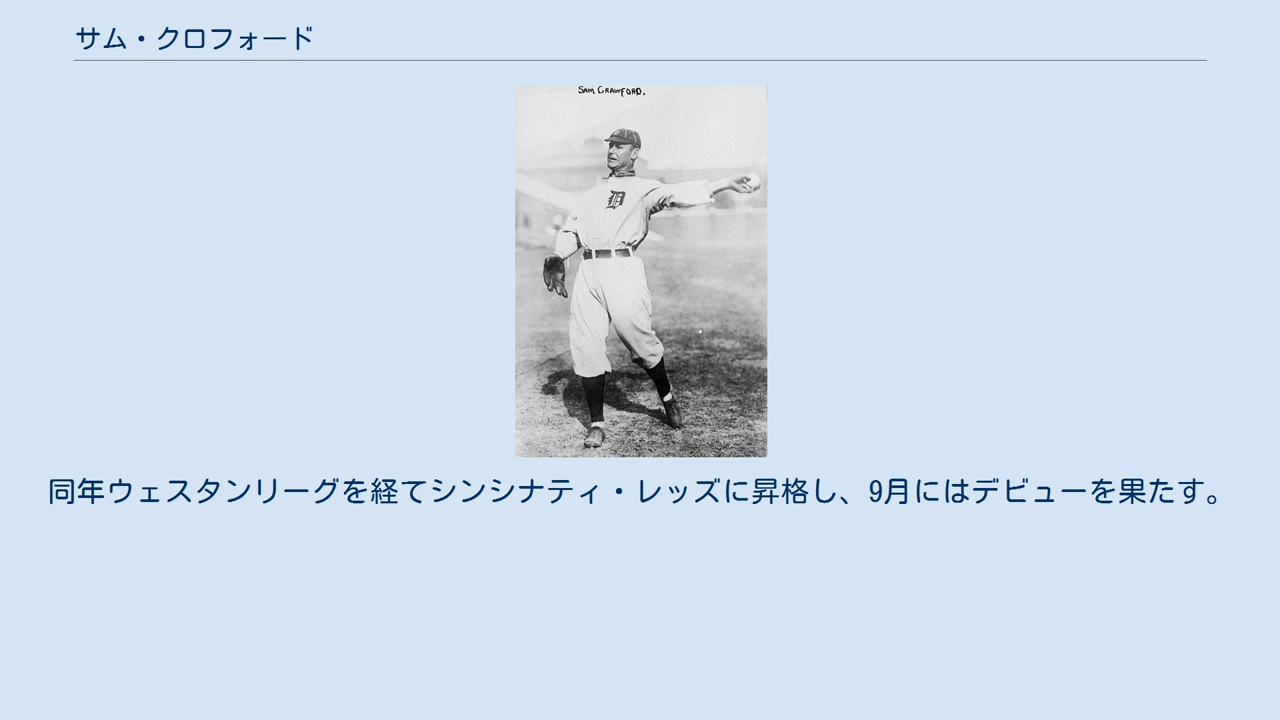 サム・クロフォード
SAM CRAWFORD.
D
同年ウェスタンリーグを経てシンシナティ・レッズに昇格し、9月にはデビューを果たす。